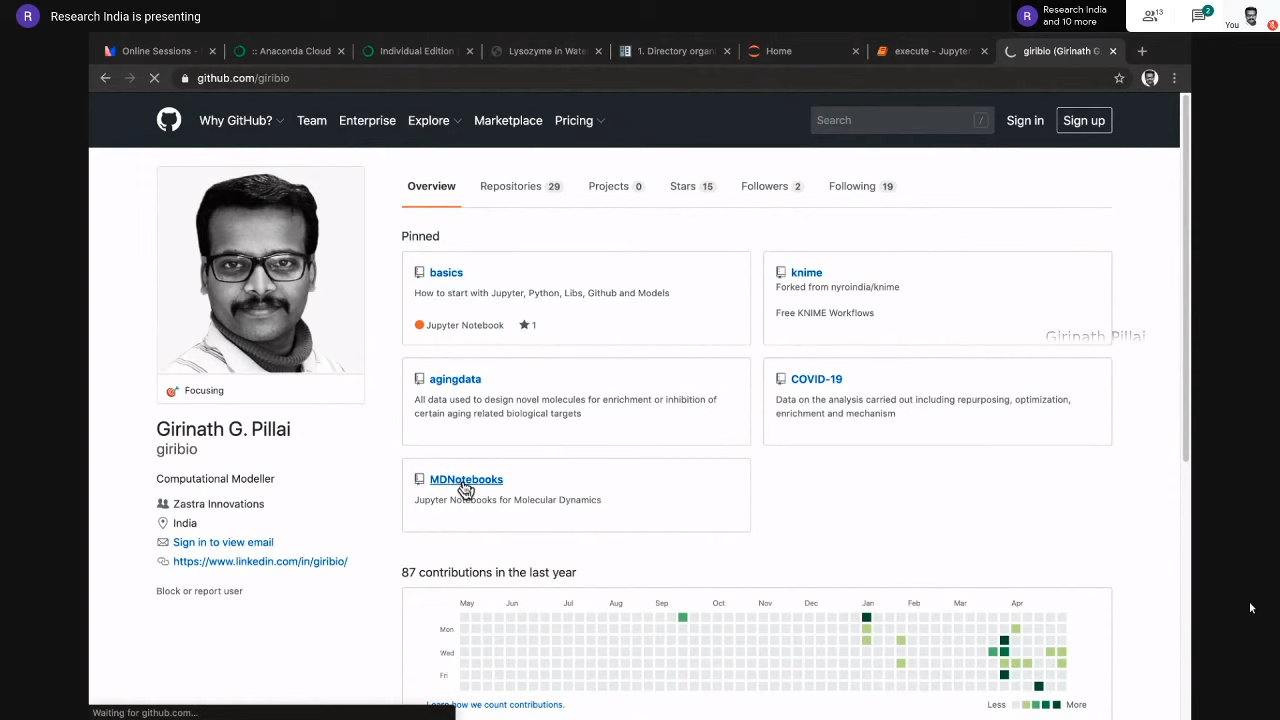 R Research India is presenting
R Research India
and 10 more
13
2
You
Online Sessions -
:: Anaconda Cloud
Individual Edition
Lysozyme in Wate
1. Directory organ
Home
execute - Jupyter
giribio (Girinath G.
github.com/giribio
Why GitHub? Team Enterprise Explore Marketplace Pricing
Search /
Sign in Sign up
Overview Repositories 29 Projects 0 Stars 15 Followers 2 Following 19
Pinned
basics
How to start with Jupyter, Python, Libs, Github and Models
Jupyter Notebook 1
knime
Forked from nyroindia/knime
Free KNIME Workflows
Girinath Pillai
agingdata
All data used to design novel molecules for enrichment or inhibition of
certain aging related biological targets
COVID-19
Data on the analysis carried out including repurposing, optimization,
enrichment and mechanism
MDNotebooks
Jupyter Notebooks for Molecular Dynamics
Focusing
Girinath G. Pillai
giribio
Computational Modeller
Zastra Innovations
India
Sign in to view email
https://www.linkedin.com/in/giribio/
Block or report user
87 contributions in the last year
May Jun Jul Aug Sep Oct Nov Dec Jan Feb Mar Apr
Mon
Wed
Fri
Learn how we count contributions.
Less More
Waiting for github.com...